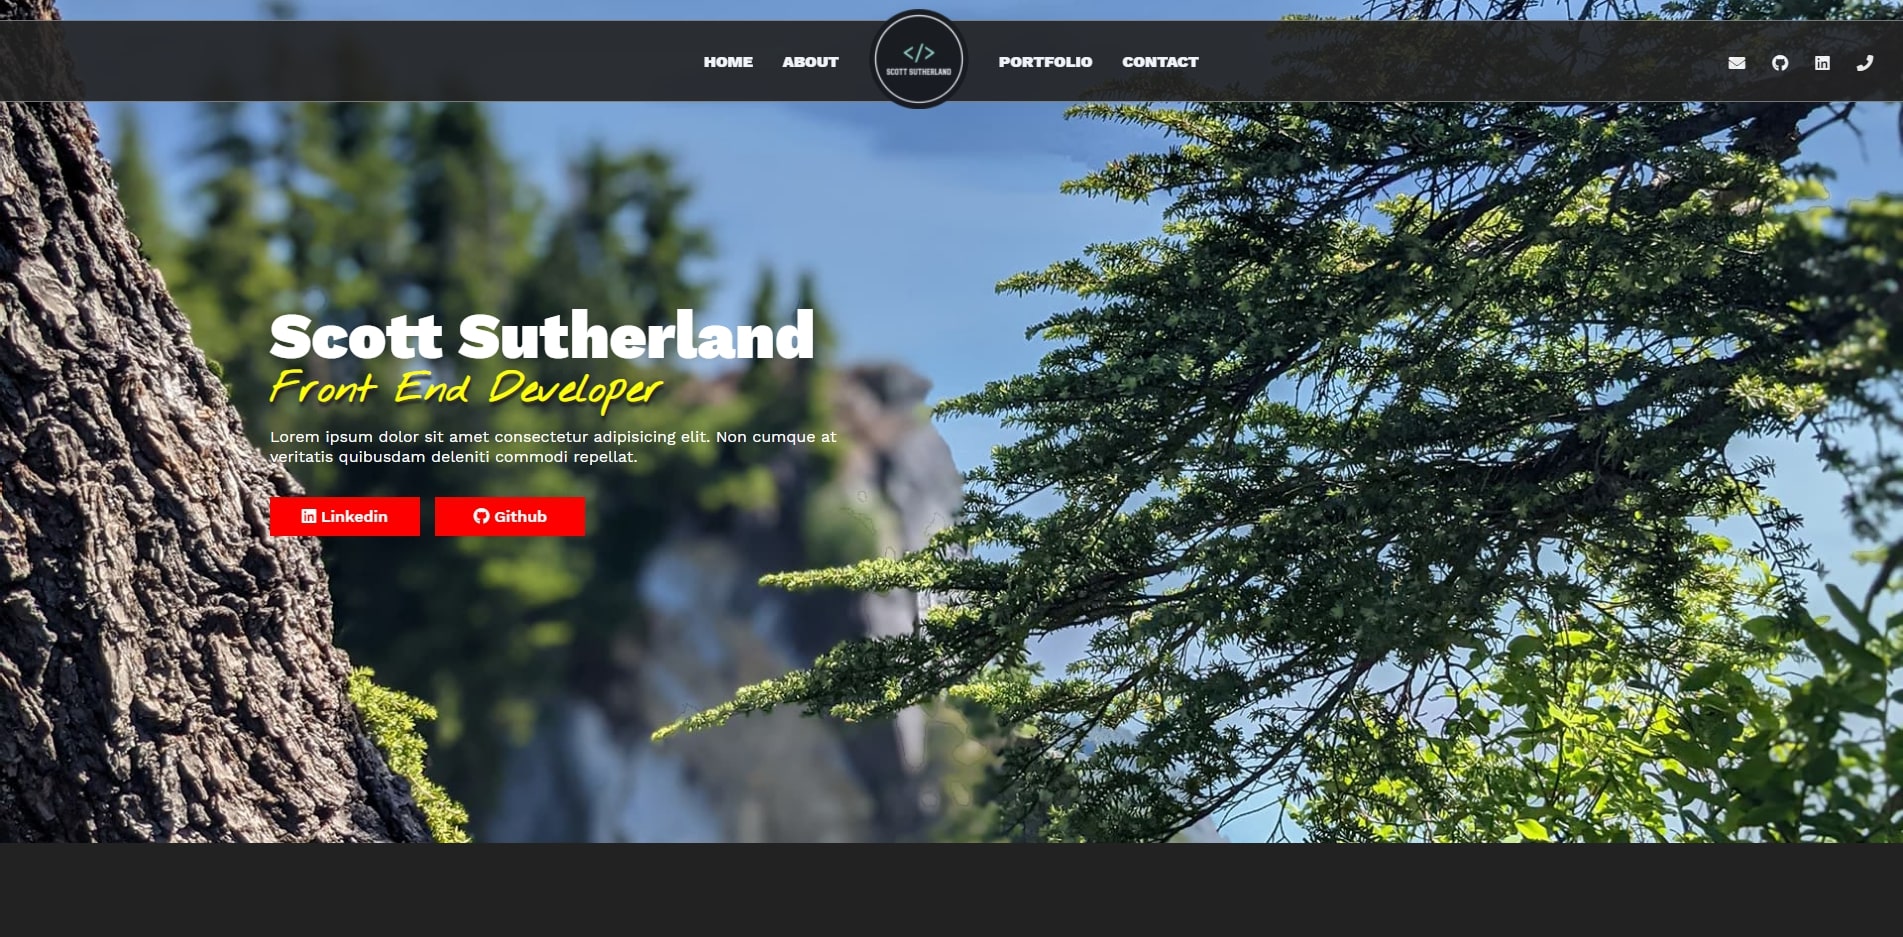 HOME ABOUT </> PORTFOLIO CONTACT
SCOTT SUTHERLAND
Scott Sutherland
Front End Developer
Lorem ipsum dolor sit amet consectetur adipisicing elit. Non cumque at
veritatis quibusdam deleniti commodi repellat.
Linkedin Github